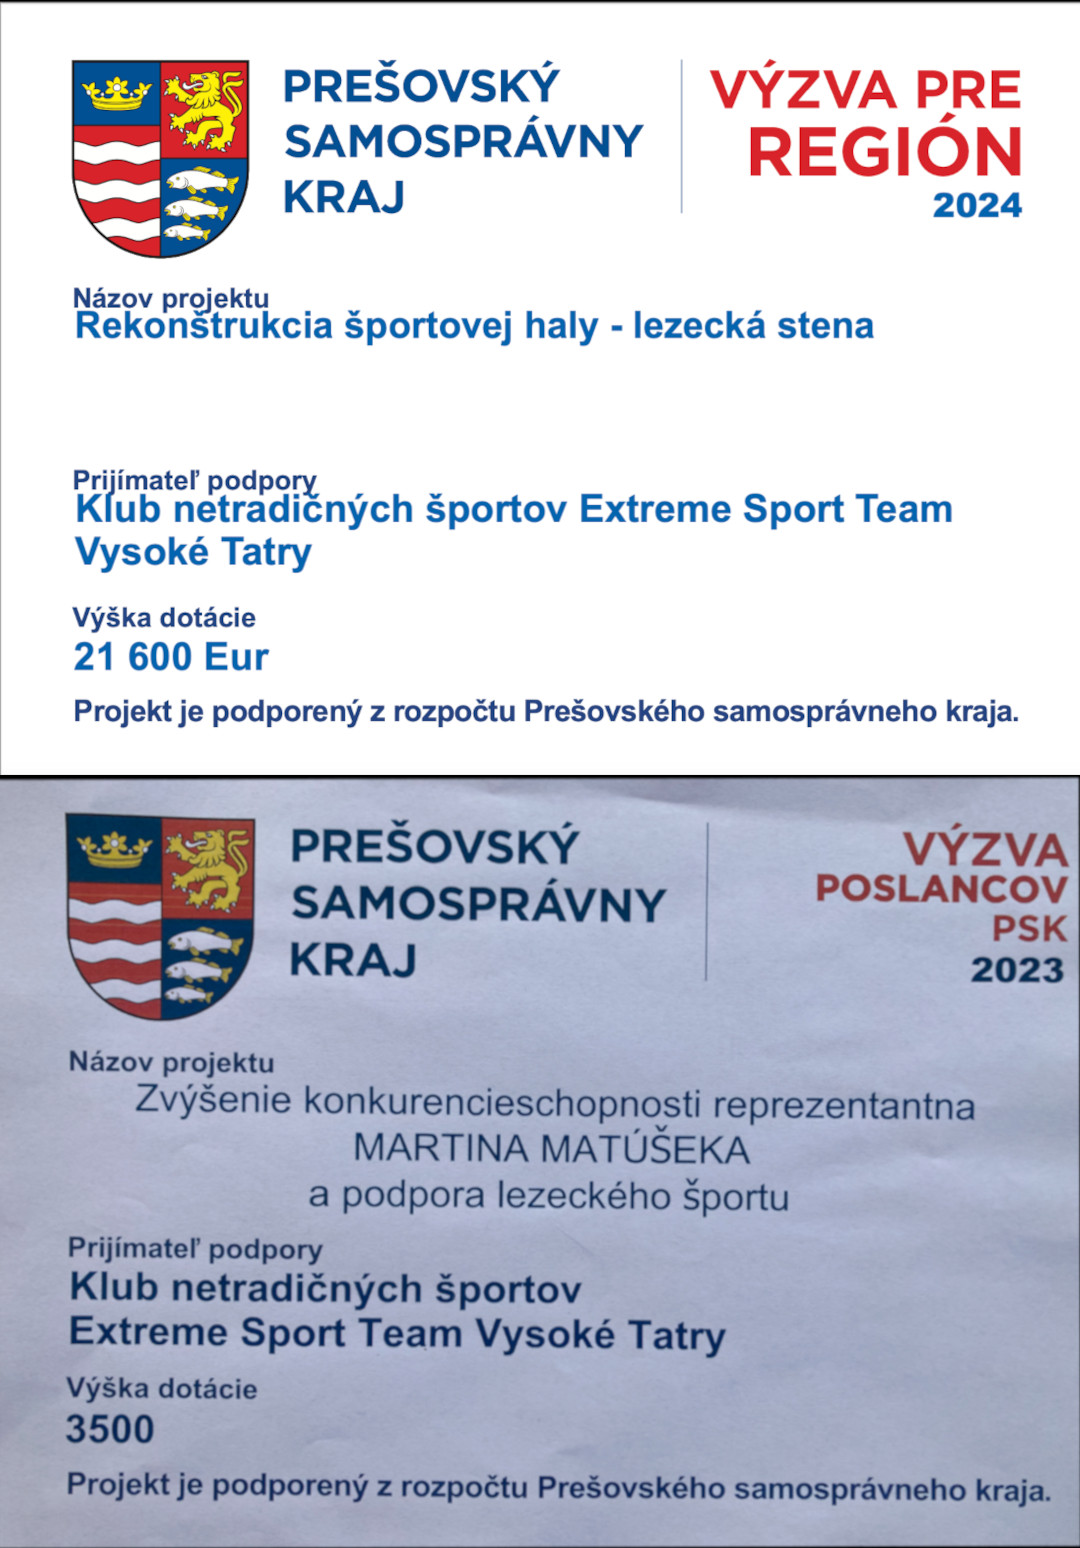 PREŠOVSKÝ
SAMOSPRÁVNY
KRAJ
VÝZVA PRE
REGIÓN
2024
Názov projektu
Rekonštrukcia športovej haly - lezecká stena
Prijímateľ podpory
Klub netradičných športov Extreme Sport Team
Vysoké Tatry
Výška dotácie
21 600 Eur
Projekt je podporený z rozpočtu Prešovského samosprávneho kraja.
PREŠOVSKÝ
SAMOSPRÁVNY
KRAJ
VÝZVA
POSLANCOV
PSK
2023
Názov projektu
Zvýšenie konkurencieschopnosti reprezentantna
MARTINA MATÚŠEKA
a podpora lezeckého športu
Prijímateľ podpory
Klub netradičných športov
Extreme Sport Team Vysoké Tatry
Výška dotácie
3500
Projekt je podporený z rozpočtu Prešovského samosprávneho kraja.